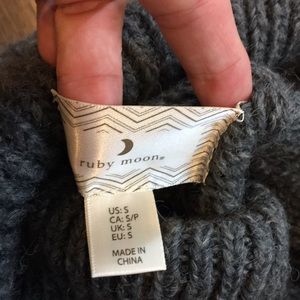 ruby moon®
US: S
CA: S/P
UK: S
EU: S
MADE IN
CHINA